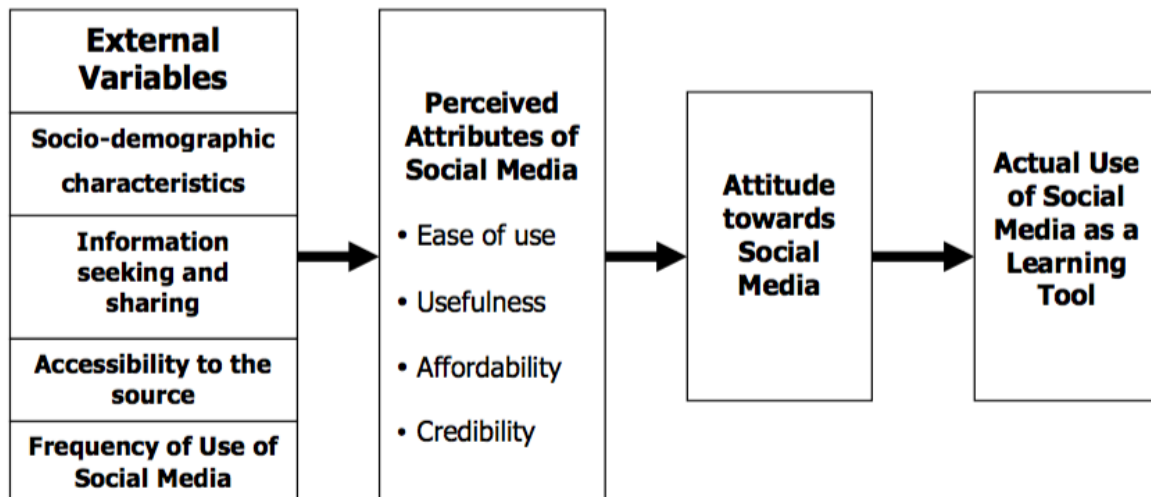 External
Variables
Socio-demographic
characteristics
Information
seeking and
sharing
Accessibility to the
source
Frequency of Use of
Social Media
Perceived
Attributes of
Social Media
• Ease of use
• Usefulness
• Affordability
• Credibility
Attitude
towards
Social
Media
Actual Use
of Social
Media as a
Learning
Tool